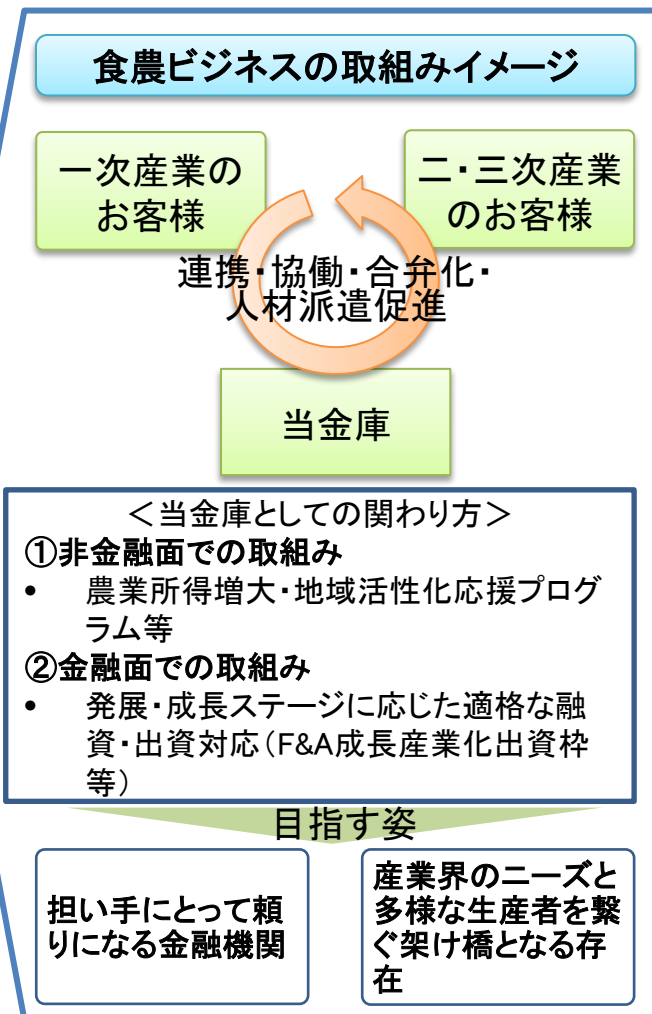 食農ビジネスの取組みイメージ
一次産業の
お客様
二・三次産業
のお客様
連携・協働・合弁化・
人材派遣促進
当金庫
＜当金庫としての関わり方＞
①非金融面での取組み
• 農業所得増大・地域活性化応援プログ
ラム等
②金融面での取組み
• 発展・成長ステージに応じた適格な融
資・出資対応（F&A成長産業化出資枠
等）
目指す姿
担い手にとって頼
りになる金融機関
産業界のニーズと
多様な生産者を繋
ぐ架け橋となる存
在